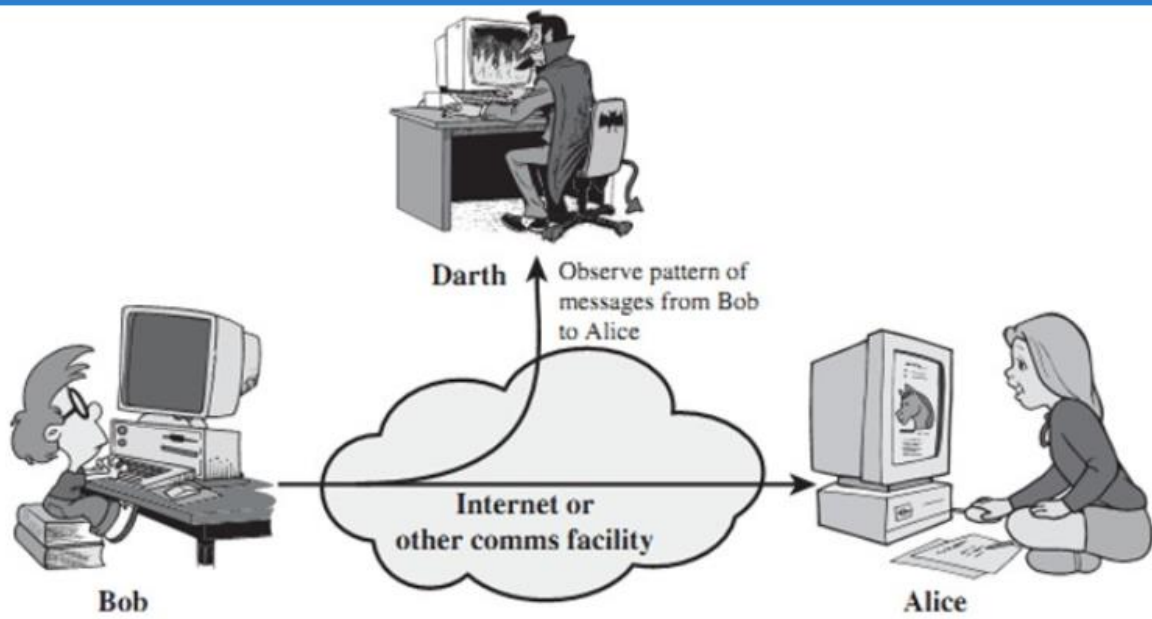 Darth
Observe pattern of
messages from Bob
to Alice
Internet or
other comms facility
Bob
Alice